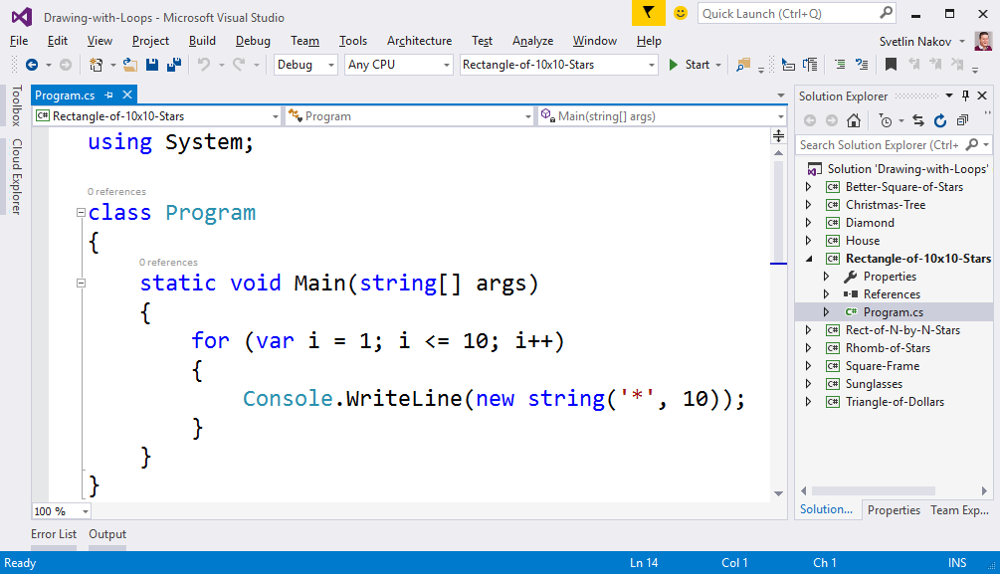 Drawing-with-Loops - Microsoft Visual Studio
Quick Launch (Ctrl+Q)
File Edit View Project Build Debug Team Tools Architecture Test Analyze Window Help
Svetlin Nakov
Debug Any CPU Rectangle-of-10x10-Stars Start
Toolbox
Cloud Explorer
Program.cs
C# Rectangle-of-10x10-Stars Program Main(string[] args)
using System;
0 references
class Program
{
0 references
static void Main(string[] args)
{
for (var i = 1; i <= 10; i++)
{
Console.WriteLine(new string('*', 10));
}
}
}
100 %
Solution Explorer
Search Solution Explorer (Ctrl+
Solution 'Drawing-with-Loops'
C# Better-Square-of-Stars
C# Christmas-Tree
C# Diamond
C# House
C# Rectangle-of-10x10-Stars
Properties
References
C# Program.cs
C# Rect-of-N-by-N-Stars
C# Rhomb-of-Stars
C# Square-Frame
C# Sunglasses
C# Triangle-of-Dollars
Solution... Properties Team Exp...
Error List Output
Ready Ln 14 Col 1 Ch 1 INS